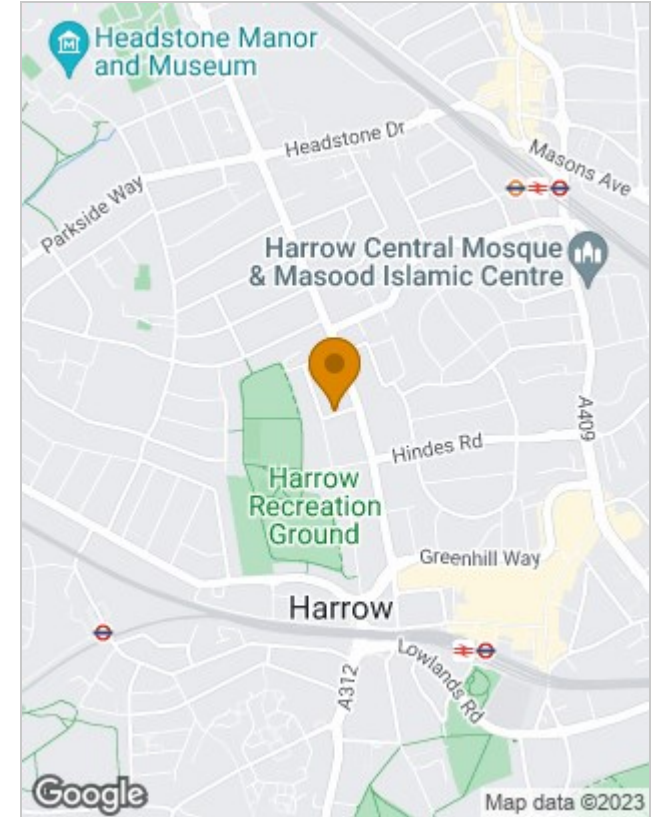 Headstone Manor
and Museum
Headstone Dr
Masons Ave
Parkside Way
Harrow Central Mosque
& Masood Islamic Centre
A409
Hindes Rd
Harrow
Recreation
Ground
Greenhill Way
Harrow
Lowlands Rd
A312
Google
Map data ©2023